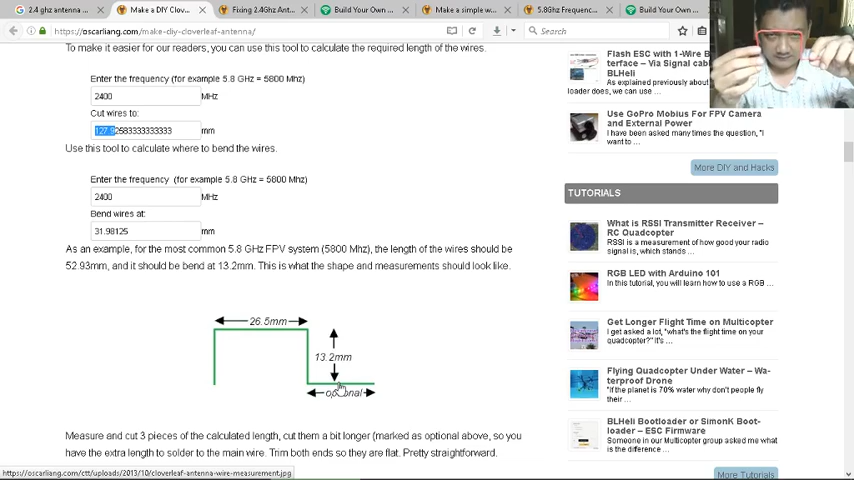 2.4 ghz antenna
Make a DIY Clov
Fixing 2.4Ghz Ant
Build Your Own
Make a simple w
5.8Ghz Frequenc
Build Your Own
https://oscarliang.com/make-diy-cloverleaf-antenna/
Search
To make it easier for our readers, you can use this tool to calculate the required length of the wires.
Enter the frequency (for example 5.8 GHz = 5800 Mhz)
2400 MHz
Cut wires to:
127.92583333333333 mm
Use this tool to calculate where to bend the wires.
Enter the frequency (for example 5.8 GHz = 5800 Mhz)
2400 MHz
Bend wires at:
31.98125 mm
As an example, for the most common 5.8 GHz FPV system (5800 Mhz), the length of the wires should be
52.93mm, and it should be bend at 13.2mm. This is what the shape and measurements should look like.
26.5mm
13.2mm
Measure and cut 3 pieces of the calculated length, cut them a bit longer (marked as optional above, so you
have the extra length to solder to the main wire. Trim both ends so they are flat. Pretty straightforward.
https://oscarliang.com/ctt/uploads/2013/10/cloverleaf-antenna-wire-measurement.jpg
Flash ESC with 1-Wire
terface – Via Signal cab
BLHeli
As explained previously about
loader does, we can use ...
Use GoPro Mobius For FPV Camera
and External Power
I have been asked many times the question, "I
want to ...
More DIY and Hacks
TUTORIALS
What is RSSI Transmitter Receiver –
RC Quadcopter
RSSI is a measurement of how good your radio
signal is, which stands ...
RGB LED with Arduino 101
In this tutorial, you will learn how to use a RGB ...
Get Longer Flight Time on Multicopter
I get asked a lot, "what's the flight time on your
quadcopter?" It's ...
Flying Quadcopter Under Water – Wa-
terproof Drone
"If the planet is 70% water why don't people fly
their ...
BLHeli Bootloader or SimonK Boot-
loader – ESC Firmware
Someone in our Multicopter group asked me what
is the difference ...
More Tutorials